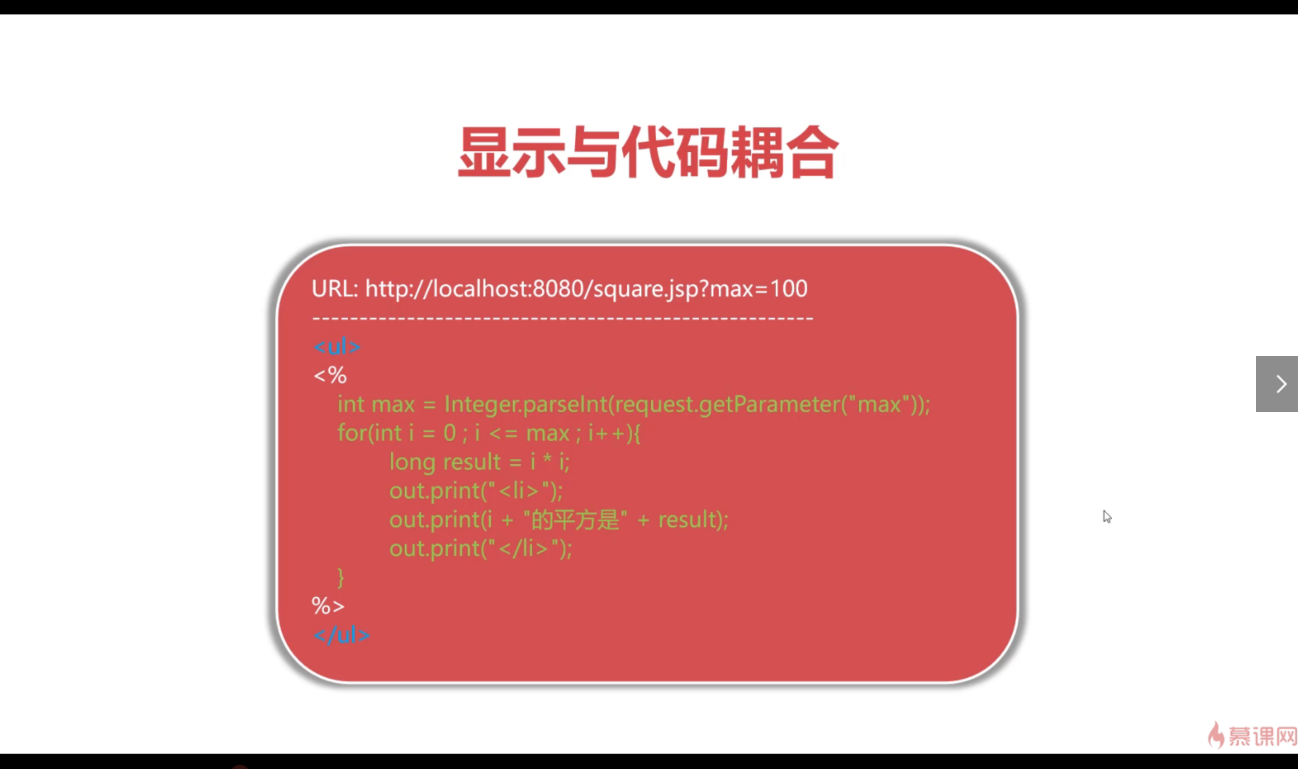 显示与代码耦合
URL: http://localhost:8080/square.jsp?max=100
-----------------------------------------------------
<ul>
<%
int max = Integer.parseInt(request.getParameter("max"));
for(int i = 0 ; i <= max ; i++){
long result = i * i;
out.print("<li>");
out.print(i + "的平方是" + result);
out.print("</li>");
}
%>
</ul>
慕课网